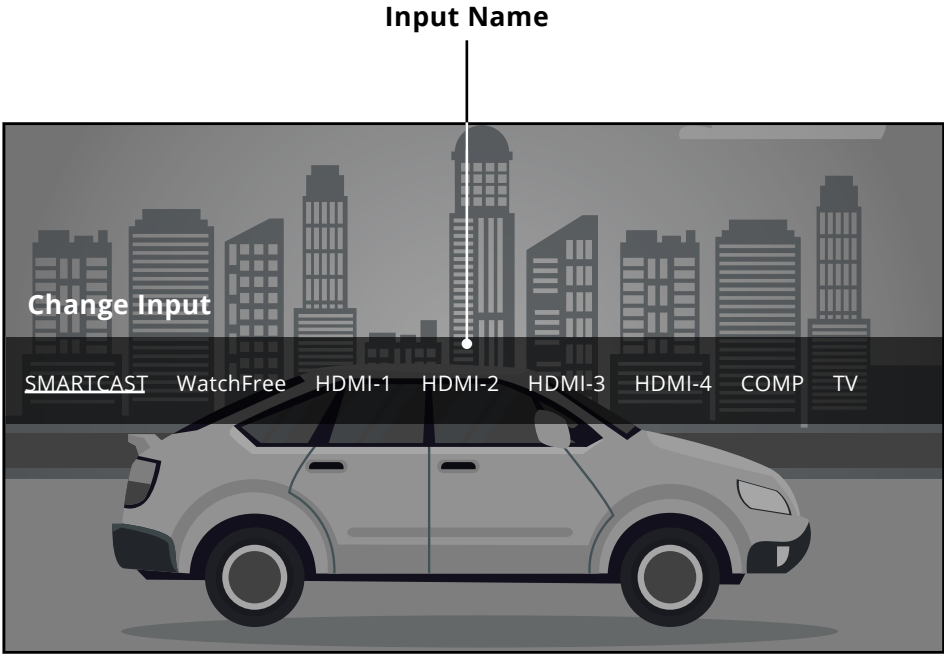 Input Name
Change Input
SMARTCAST WatchFree HDMI-1 HDMI-2 HDMI-3 HDMI-4 COMP TV